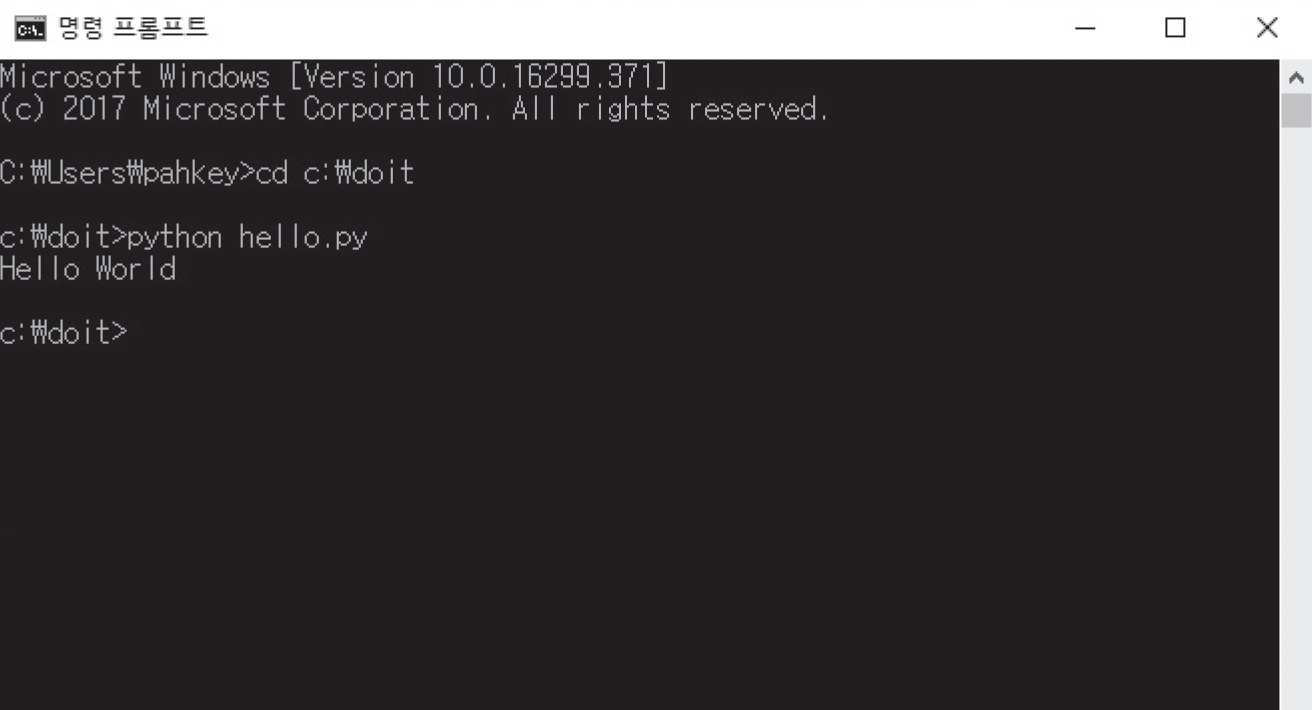 명령 프롬프트
Microsoft Windows [Version 10.0.16299.371]
(c) 2017 Microsoft Corporation. All rights reserved.
C:₩Users₩pahkey>cd c:₩doit
c:₩doit>python hello.py
Hello World
c:₩doit>